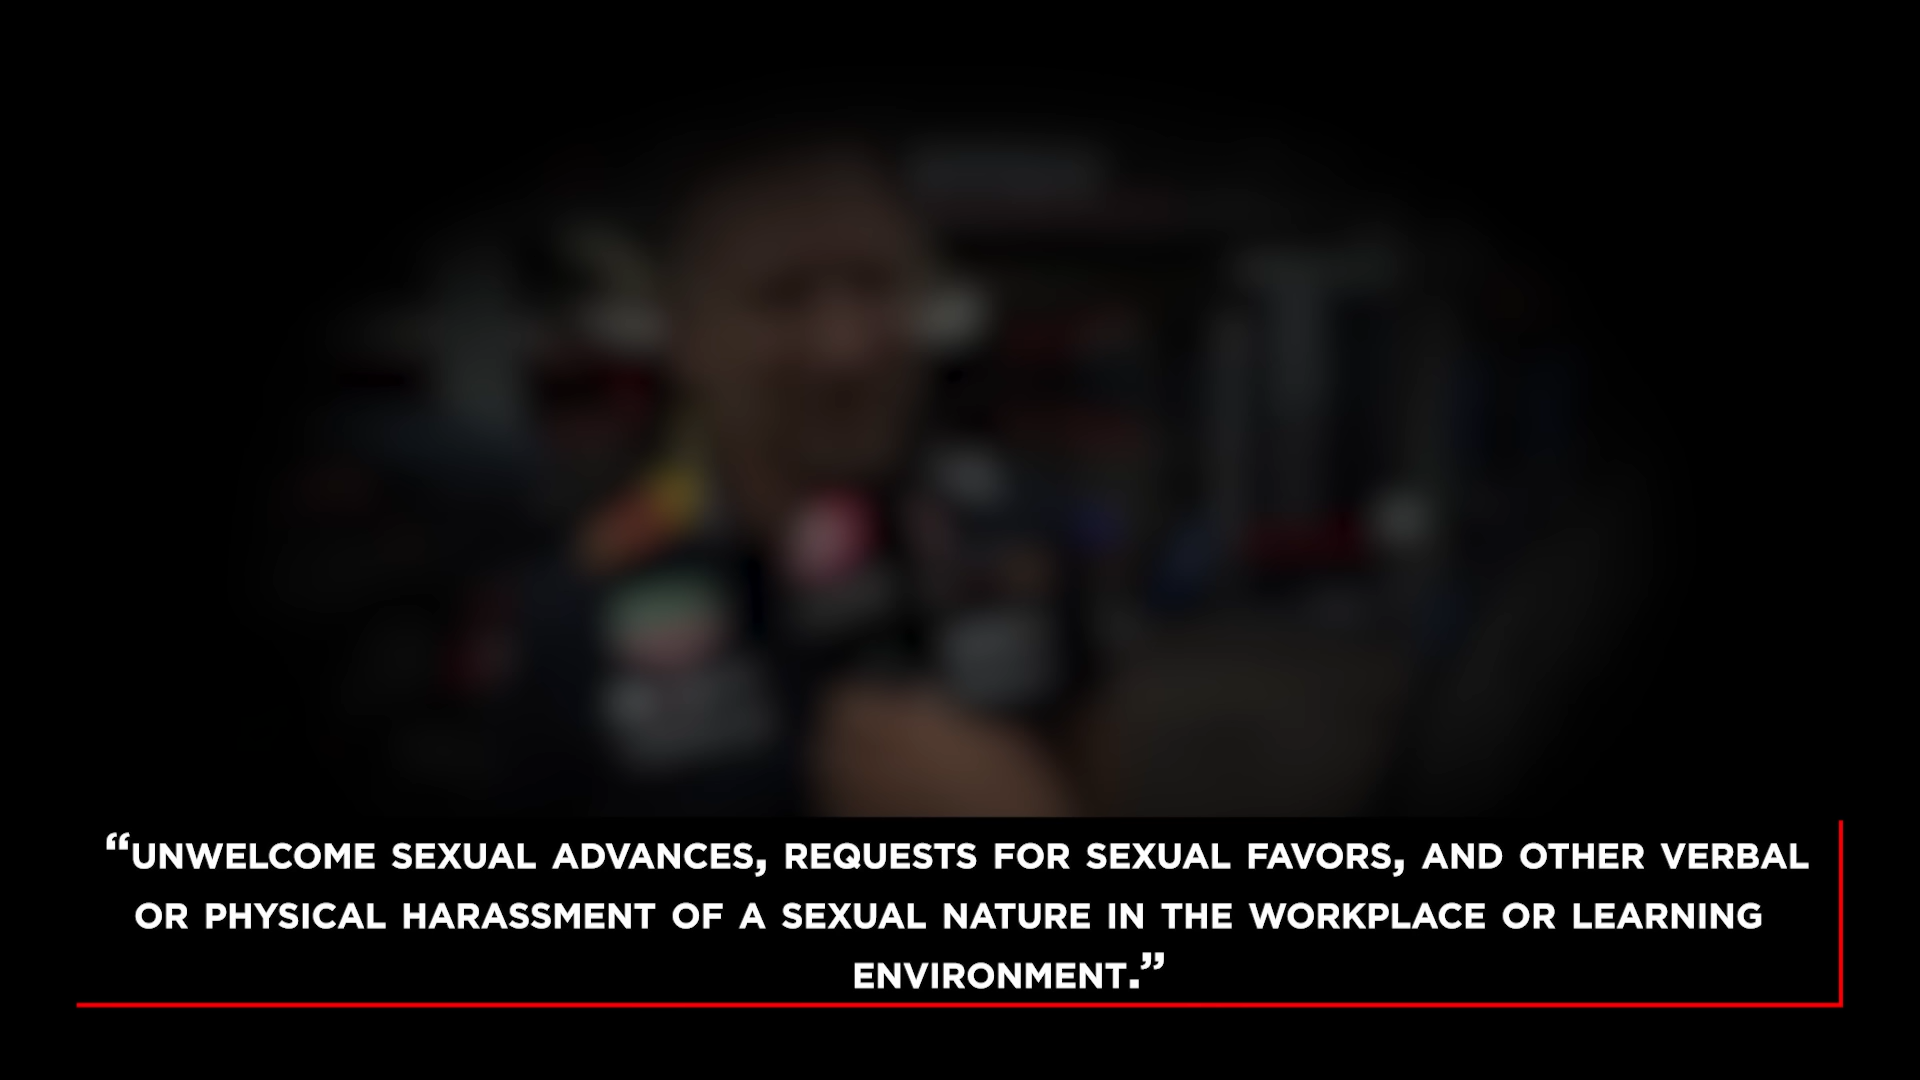 “UNWELCOME SEXUAL ADVANCES, REQUESTS FOR SEXUAL FAVORS, AND OTHER VERBAL
OR PHYSICAL HARASSMENT OF A SEXUAL NATURE IN THE WORKPLACE OR LEARNING
ENVIRONMENT.”